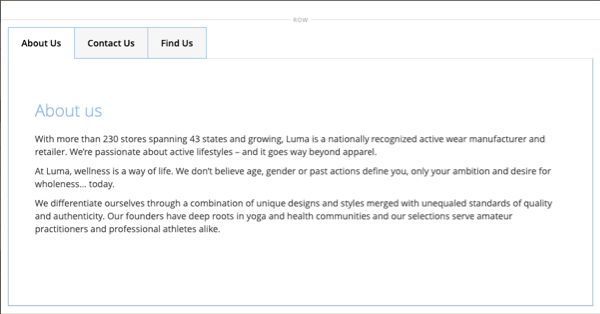 ROW
About Us Contact Us Find Us
About us
With more than 230 stores spanning 43 states and growing, Luma is a nationally recognized active wear manufacturer and
retailer. We’re passionate about active lifestyles – and it goes way beyond apparel.
At Luma, wellness is a way of life. We don’t believe age, gender or past actions define you, only your ambition and desire for
wholeness... today.
We differentiate ourselves through a combination of unique designs and styles merged with unequaled standards of quality
and authenticity. Our founders have deep roots in yoga and health communities and our selections serve amateur
practitioners and professional athletes alike.